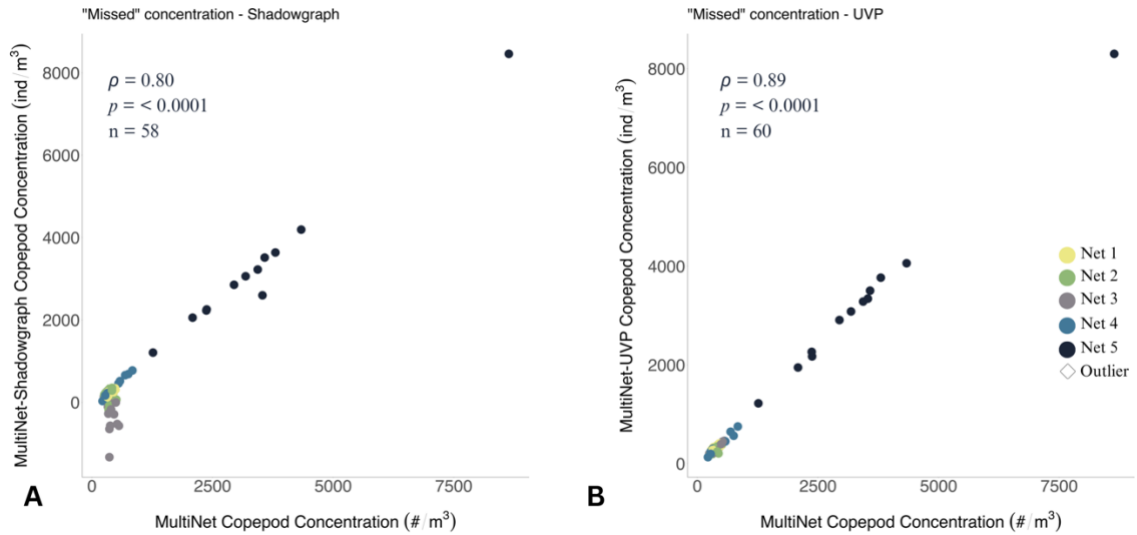 "Missed" concentration - Shadowgraph
MultiNet-Shadowgraph Copepod Concentration (ind/m³)
8000
6000
4000
2000
0
ρ = 0.80
p = < 0.0001
n = 58
0 2500 5000 7500
A
MultiNet Copepod Concentration (#/m³)
"Missed" concentration - UVP
MultiNet-UVP Copepod Concentration (ind/m³)
8000
6000
4000
2000
0
ρ = 0.89
p = < 0.0001
n = 60
Net 1
Net 2
Net 3
Net 4
Net 5
Outlier
0 2500 5000 7500
B
MultiNet Copepod Concentration (#/m³)